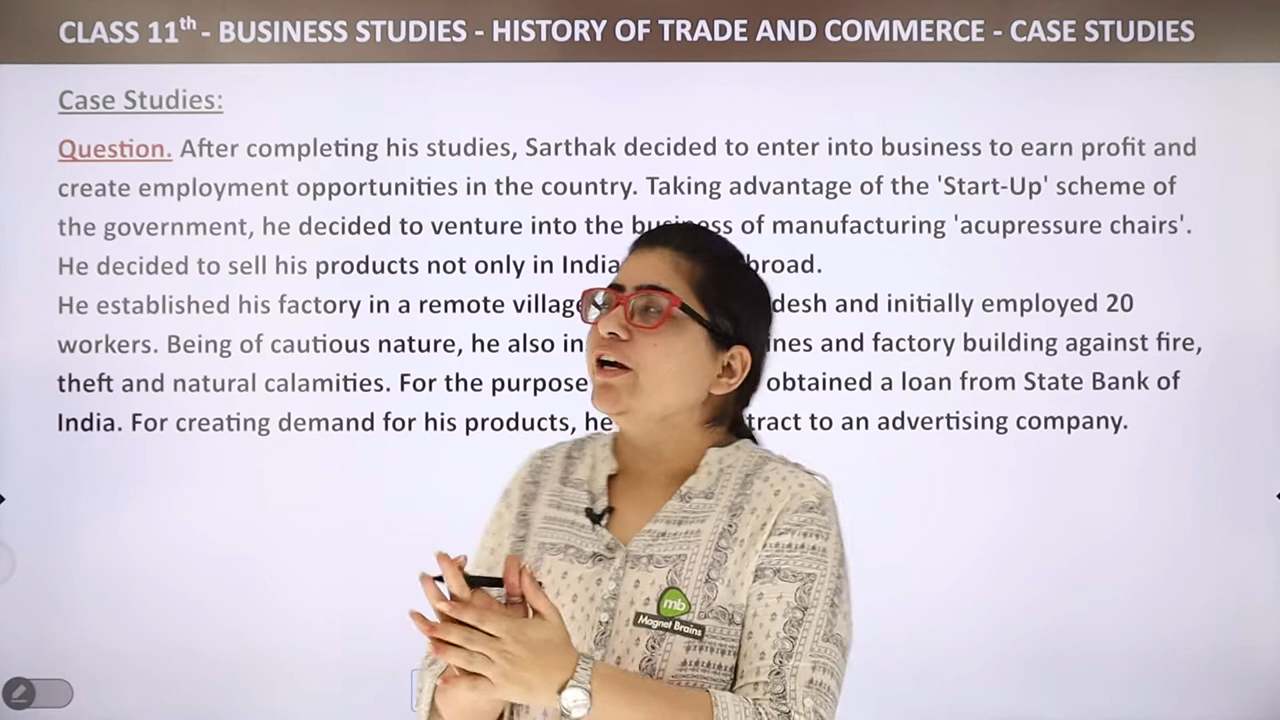 CLASS 11th - BUSINESS STUDIES - HISTORY OF TRADE AND COMMERCE - CASE STUDIES
Case Studies:
Question. After completing his studies, Sarthak decided to enter into business to earn profit and
create employment opportunities in the country. Taking advantage of the 'Start-Up' scheme of
the government, he decided to venture into the business of manufacturing 'acupressure chairs'.
He decided to sell his products not only in India broad.
He established his factory in a remote village desh and initially employed 20
workers. Being of cautious nature, he also in ines and factory building against fire,
theft and natural calamities. For the purpose obtained a loan from State Bank of
India. For creating demand for his products, he tract to an advertising company.
mb
Magnet Brains